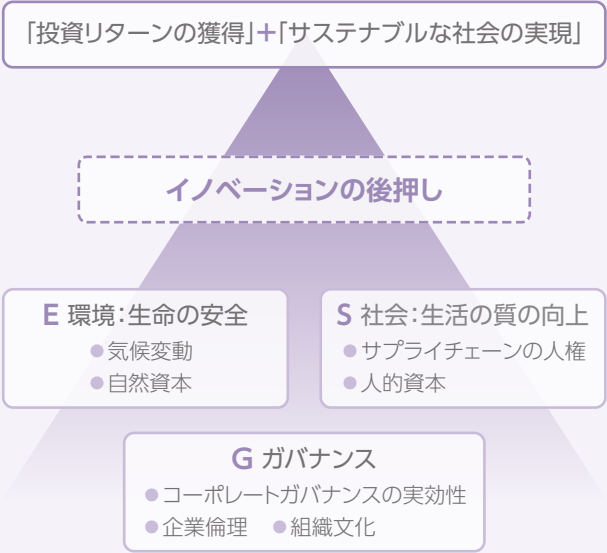 「投資リターンの獲得」+「サステナブルな社会の実現」
イノベーションの後押し
E 環境：生命の安全
●気候変動
●自然資本
S 社会：生活の質の向上
●サプライチェーンの人権
●人的資本
G ガバナンス
●コーポレートガバナンスの実効性
●企業倫理 ●組織文化